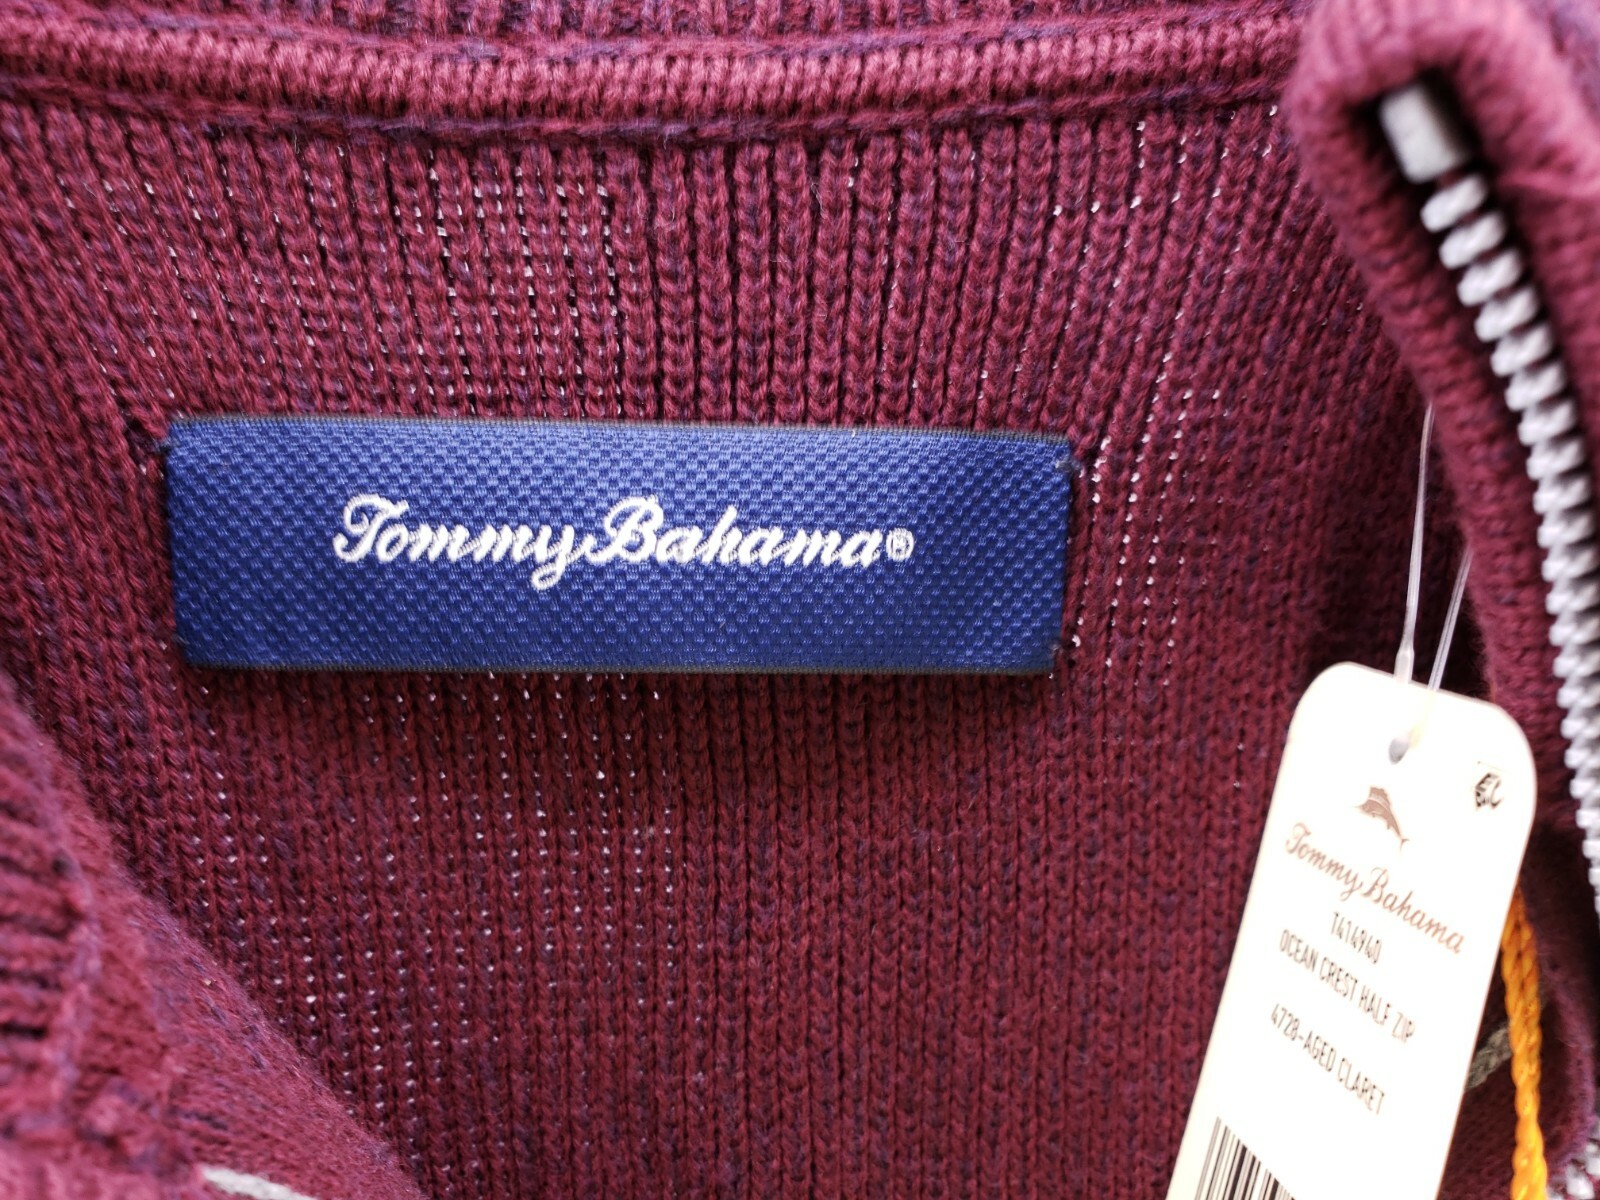 Tommy Bahama®
Tommy Bahama
T414940
OCEAN CREST HALF ZIP
4728-AGED CLARET